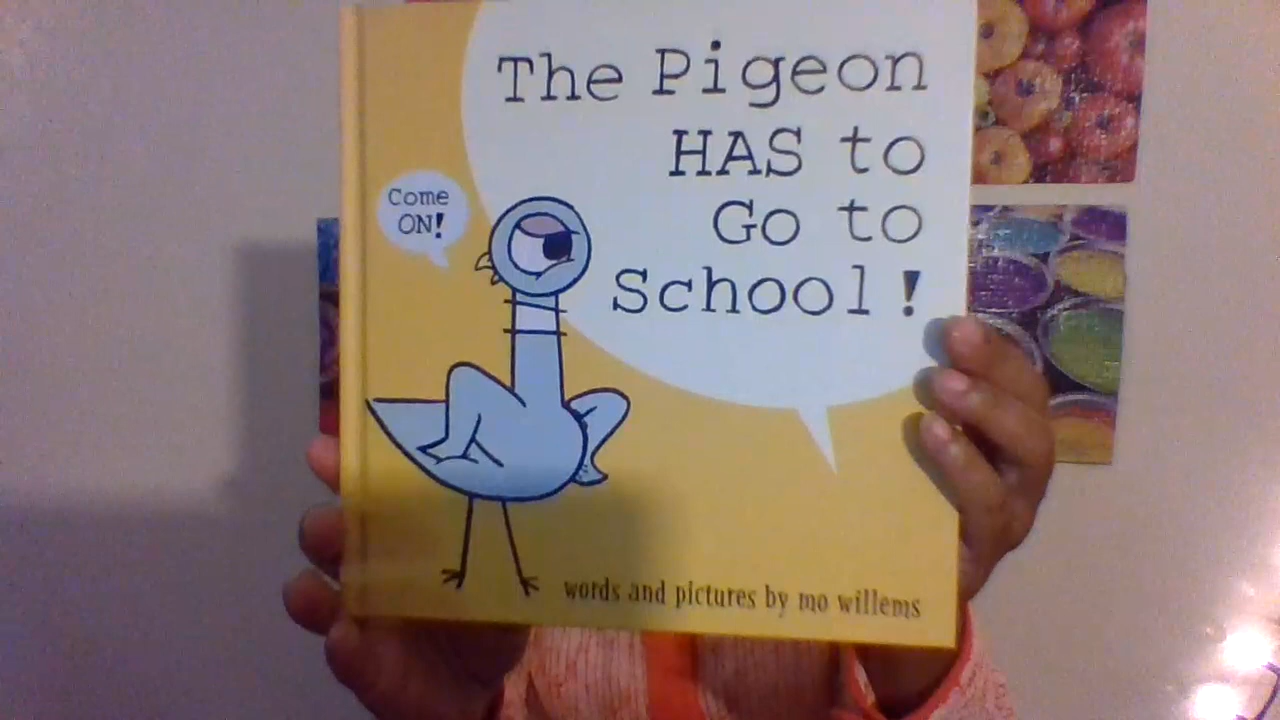 The Pigeon
HAS to
Go to
School!
Come
ON!
words and pictures by mo willems